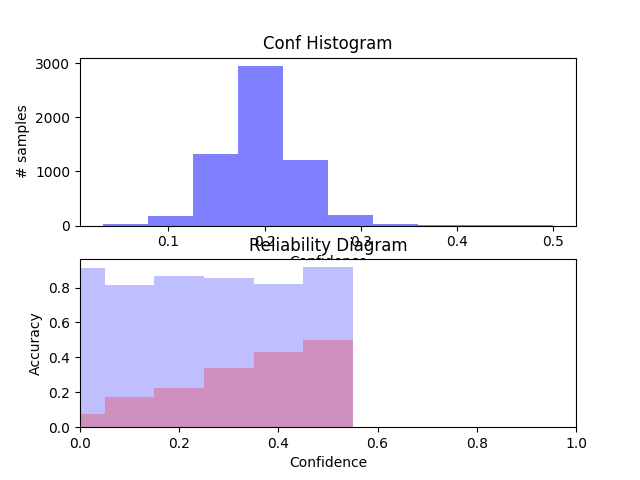 Conf Histogram
3000
2000
1000
0
# samples
0.1 0.2 0.3 0.4 0.5
Confidence
Reliability Diagram
0.8
0.6
0.4
0.2
0.0
Accuracy
0.0 0.2 0.4 0.6 0.8 1.0
Confidence